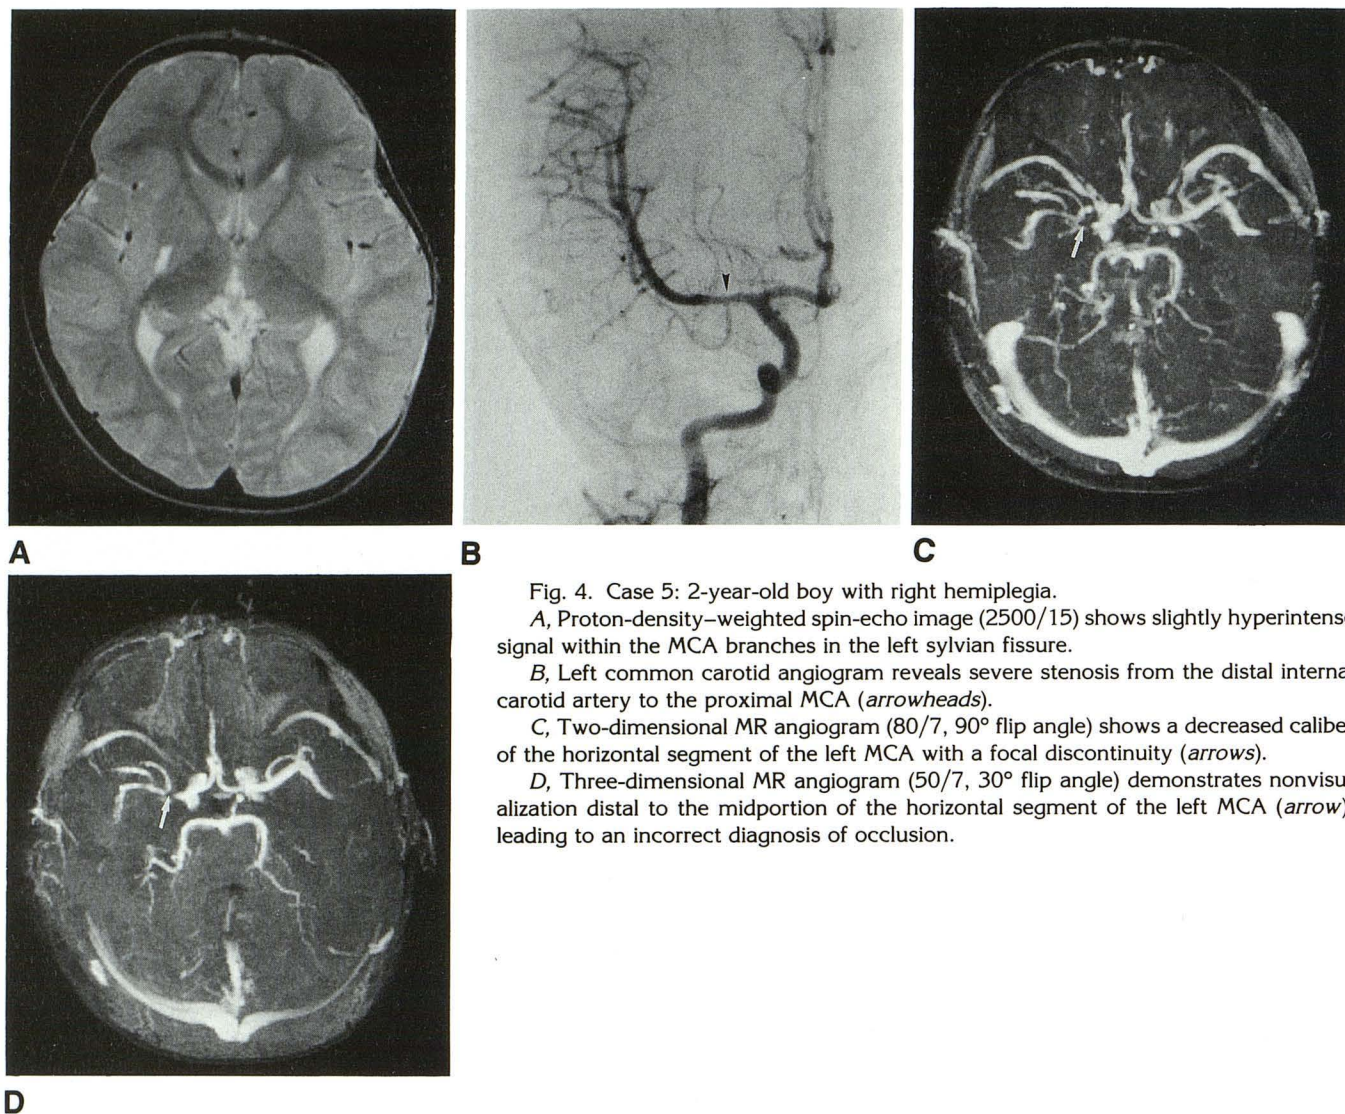 A
B
C
D
Fig. 4. Case 5: 2-year-old boy with right hemiplegia.
A, Proton-density–weighted spin-echo image (2500/15) shows slightly hyperintens
signal within the MCA branches in the left sylvian fissure.
B, Left common carotid angiogram reveals severe stenosis from the distal interna
carotid artery to the proximal MCA (arrowheads).
C, Two-dimensional MR angiogram (80/7, 90° flip angle) shows a decreased calibe
of the horizontal segment of the left MCA with a focal discontinuity (arrows).
D, Three-dimensional MR angiogram (50/7, 30° flip angle) demonstrates nonvisu-
alization distal to the midportion of the horizontal segment of the left MCA (arrow)
leading to an incorrect diagnosis of occlusion.